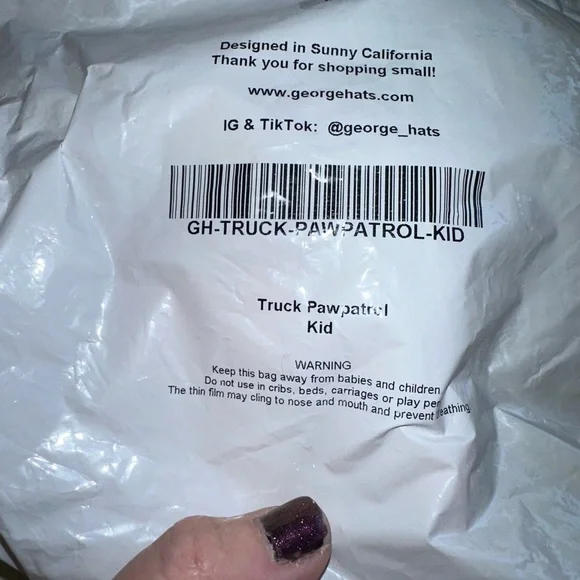 Designed in Sunny California
Thank you for shopping small!
www.georgehats.com
IG & TikTok: @george_hats
GH-TRUCK-PAWPATROL-KID
Truck Pawpatrol
Kid
WARNING
Keep this bag away from babies and children
Do not use in cribs, beds, carriages or play
The thin film may cling to nose and mouth and prevent